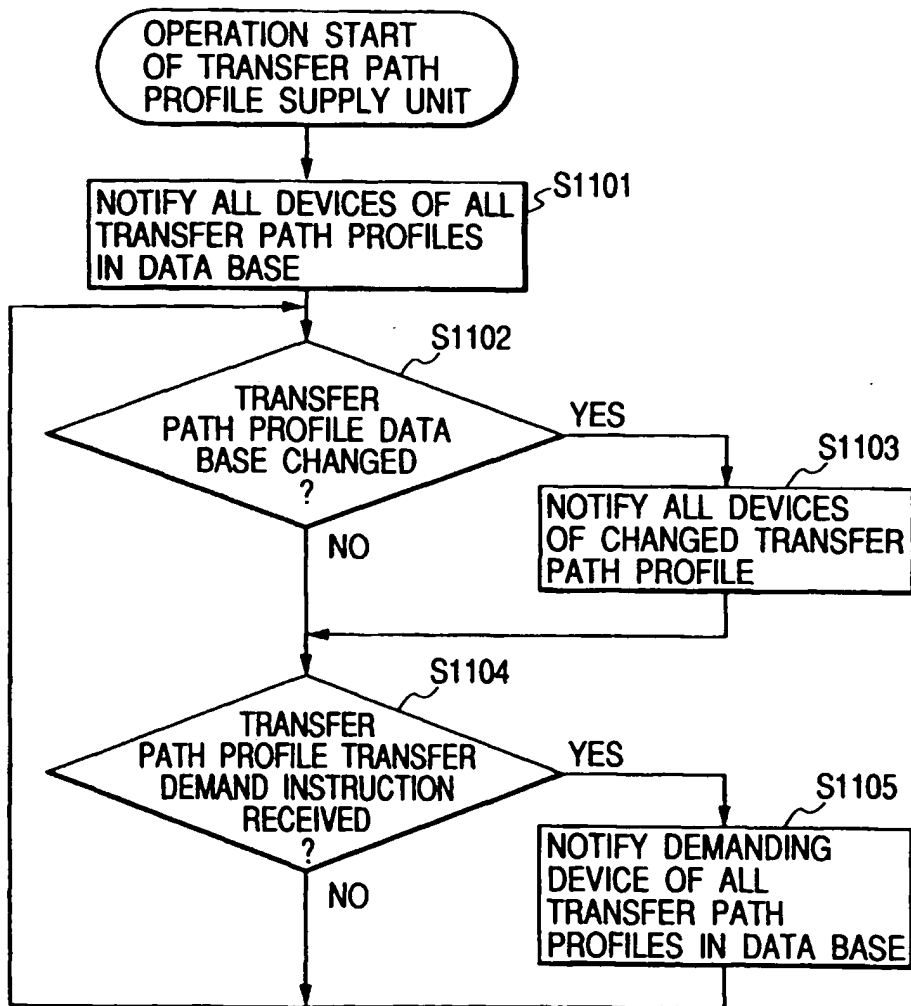 OPERATION START
OF TRANSFER PATH
PROFILE SUPPLY UNIT
S1101
NOTIFY ALL DEVICES OF ALL
TRANSFER PATH PROFILES
IN DATA BASE
S1102
TRANSFER
PATH PROFILE DATA
BASE CHANGED
?
YES
S1103
NOTIFY ALL DEVICES
OF CHANGED TRANSFER
PATH PROFILE
NO
S1104
TRANSFER
PATH PROFILE TRANSFER
DEMAND INSTRUCTION
RECEIVED
?
YES
S1105
NOTIFY DEMANDING
DEVICE OF ALL
TRANSFER PATH
PROFILES IN DATA BASE
NO